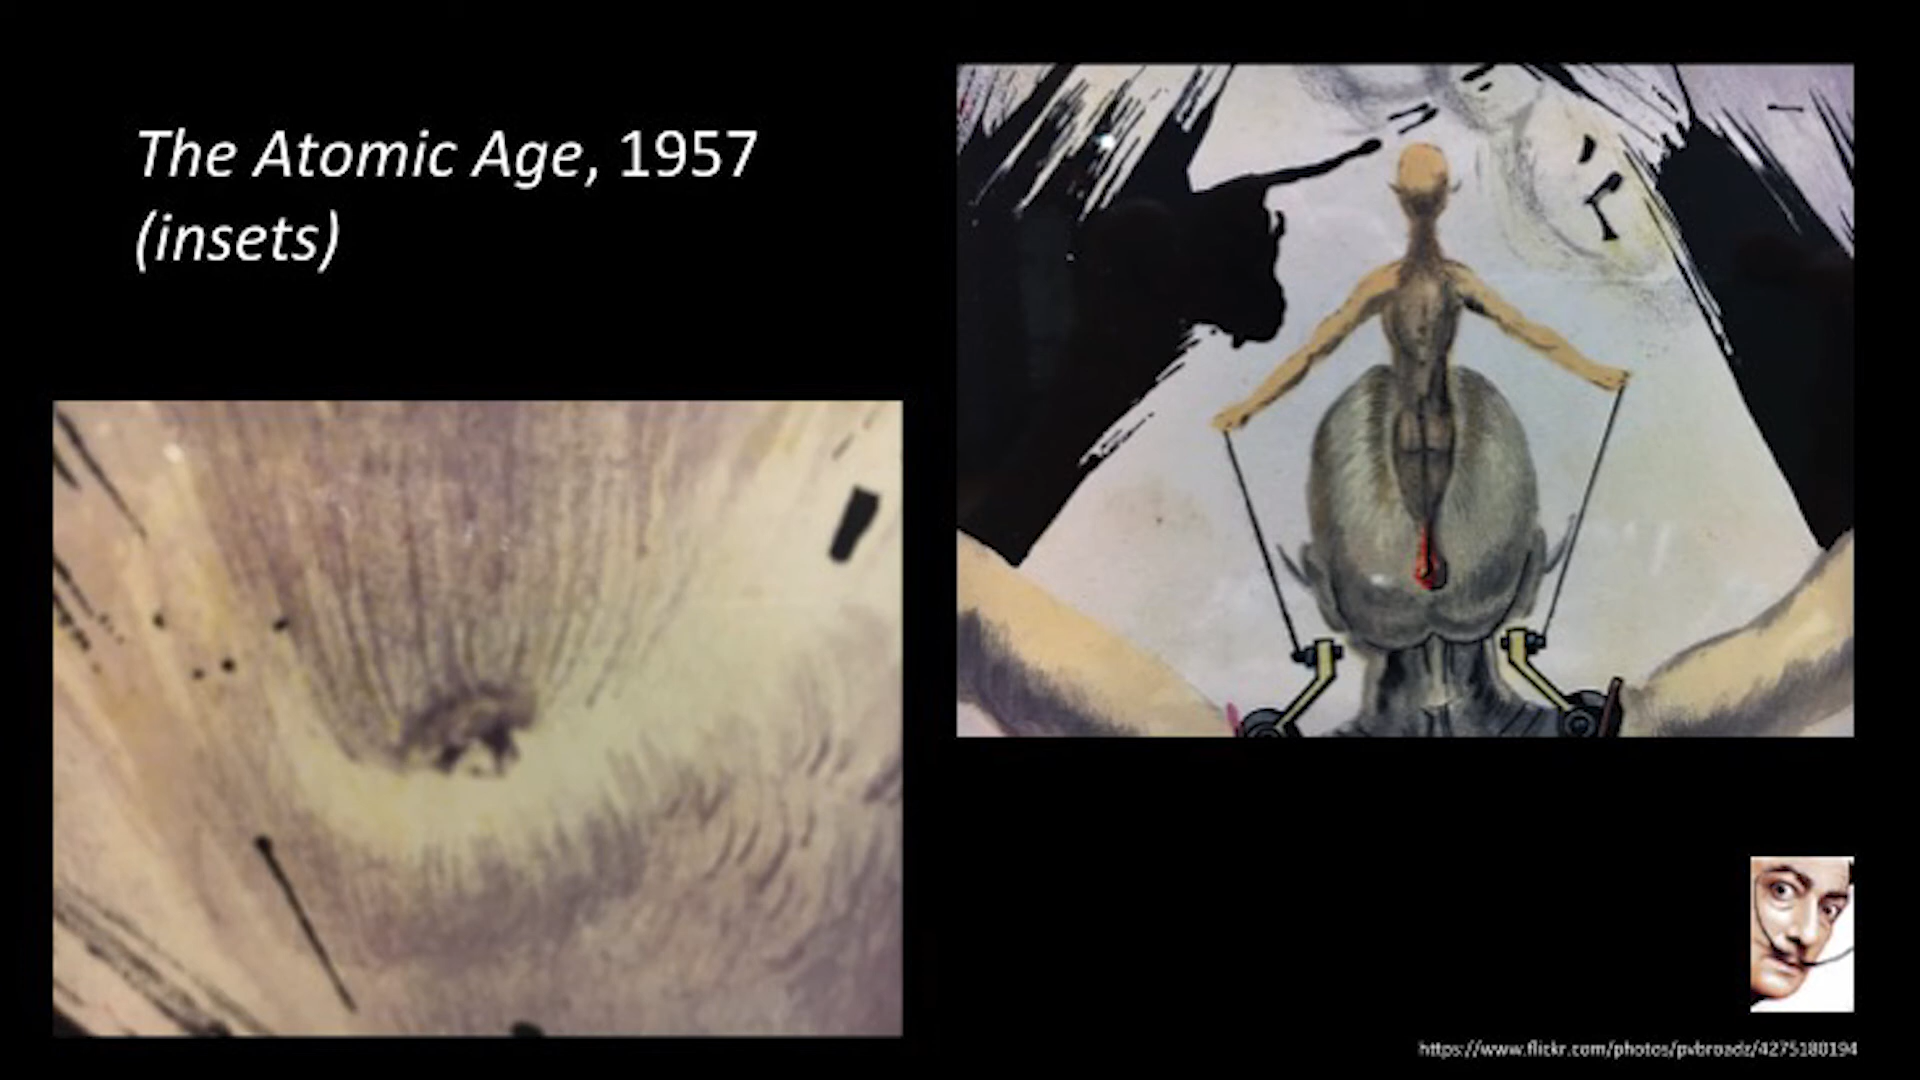 The Atomic Age, 1957
(insets)
https://www.flickr.com/photos/pvbroadz/4275180194